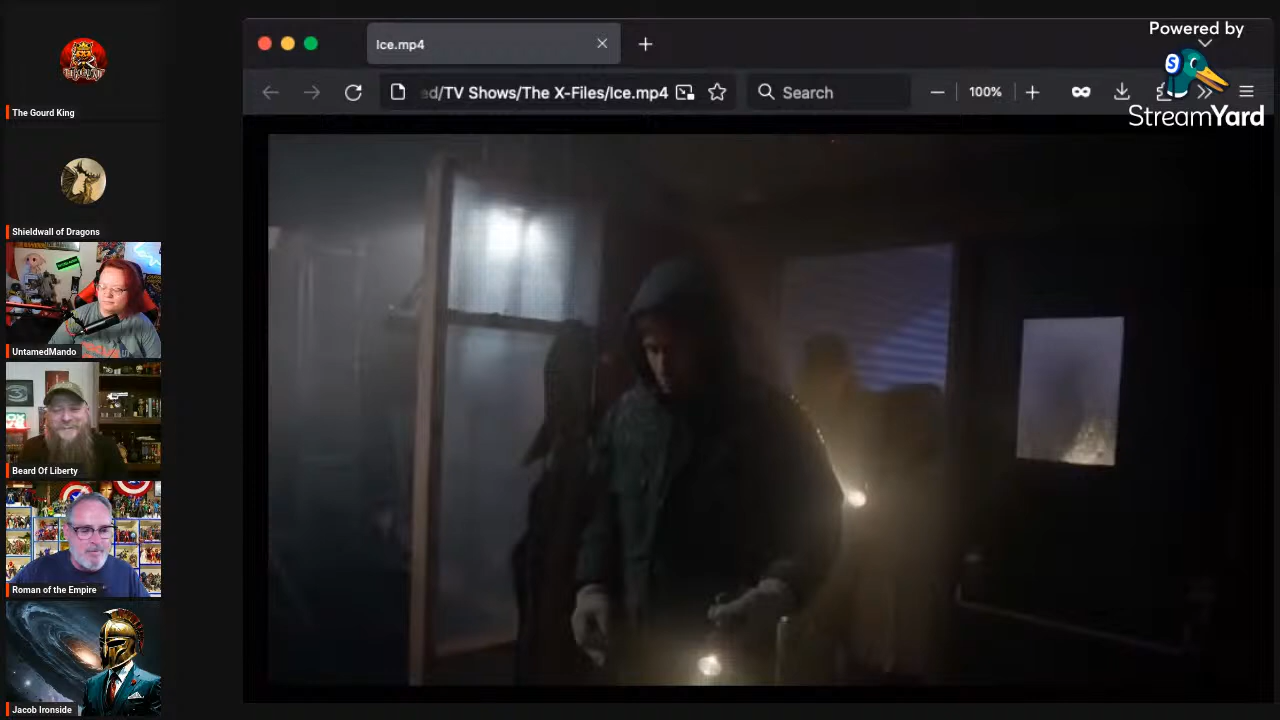 The Gourd King
Shieldwall of Dragons
UntamedMando
Beard Of Liberty
Roman of the Empire
Jacob Ironside
Ice.mp4
ed/TV Shows/The X-Files/Ice.mp4
Search
100%
Powered by
S
StreamYard